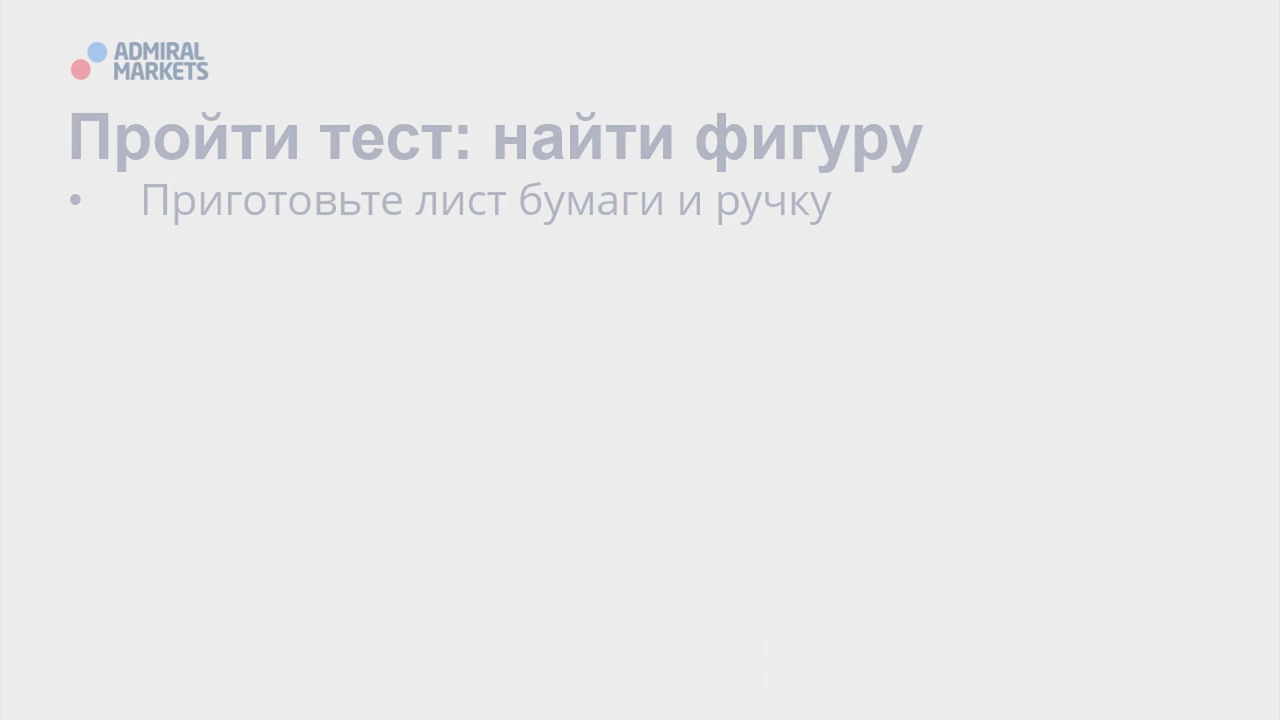 ADMIRAL
MARKETS
Пройти тест: найти фигуру
• Приготовьте лист бумаги и ручку